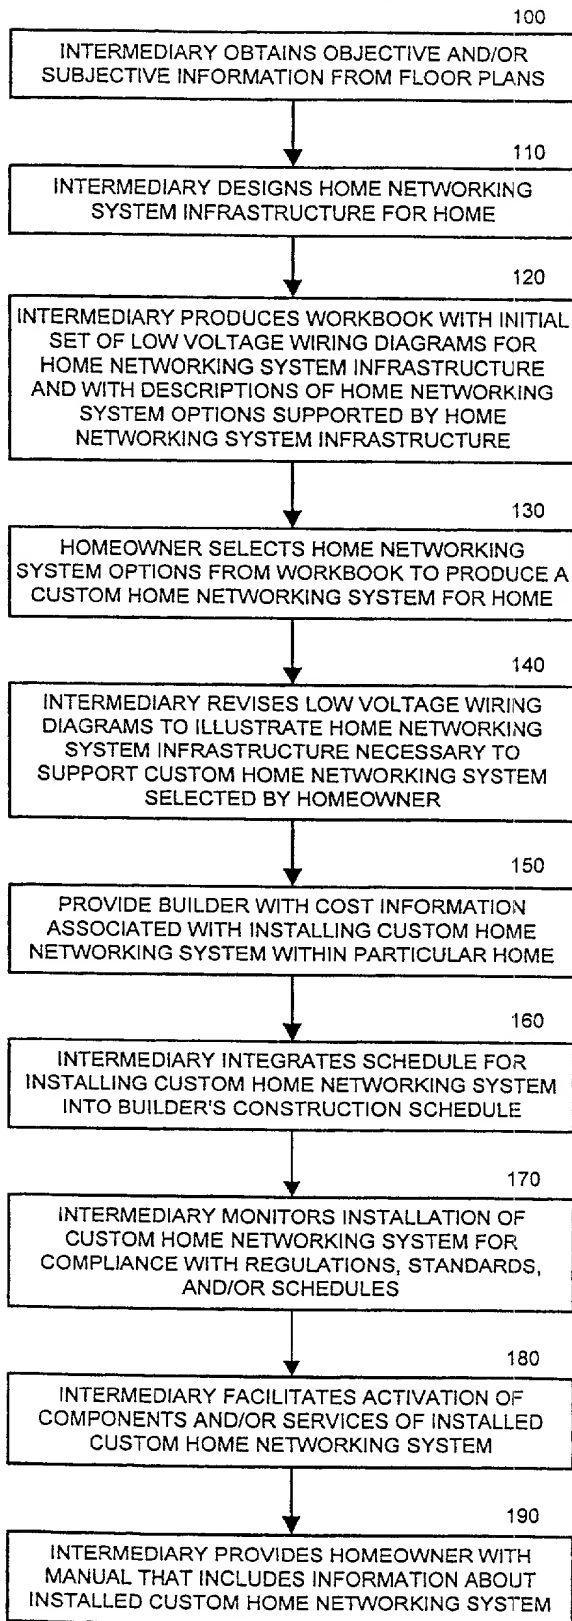 100
INTERMEDIARY OBTAINS OBJECTIVE AND/OR
SUBJECTIVE INFORMATION FROM FLOOR PLANS
110
INTERMEDIARY DESIGNS HOME NETWORKING
SYSTEM INFRASTRUCTURE FOR HOME
120
INTERMEDIARY PRODUCES WORKBOOK WITH INITIAL
SET OF LOW VOLTAGE WIRING DIAGRAMS FOR
HOME NETWORKING SYSTEM INFRASTRUCTURE
AND WITH DESCRIPTIONS OF HOME NETWORKING
SYSTEM OPTIONS SUPPORTED BY HOME
NETWORKING SYSTEM INFRASTRUCTURE
130
HOMEOWNER SELECTS HOME NETWORKING
SYSTEM OPTIONS FROM WORKBOOK TO PRODUCE A
CUSTOM HOME NETWORKING SYSTEM FOR HOME
140
INTERMEDIARY REVISES LOW VOLTAGE WIRING
DIAGRAMS TO ILLUSTRATE HOME NETWORKING
SYSTEM INFRASTRUCTURE NECESSARY TO
SUPPORT CUSTOM HOME NETWORKING SYSTEM
SELECTED BY HOMEOWNER
150
PROVIDE BUILDER WITH COST INFORMATION
ASSOCIATED WITH INSTALLING CUSTOM HOME
NETWORKING SYSTEM WITHIN PARTICULAR HOME
160
INTERMEDIARY INTEGRATES SCHEDULE FOR
INSTALLING CUSTOM HOME NETWORKING SYSTEM
INTO BUILDER'S CONSTRUCTION SCHEDULE
170
INTERMEDIARY MONITORS INSTALLATION OF
CUSTOM HOME NETWORKING SYSTEM FOR
COMPLIANCE WITH REGULATIONS, STANDARDS,
AND/OR SCHEDULES
180
INTERMEDIARY FACILITATES ACTIVATION OF
COMPONENTS AND/OR SERVICES OF INSTALLED
CUSTOM HOME NETWORKING SYSTEM
190
INTERMEDIARY PROVIDES HOMEOWNER WITH
MANUAL THAT INCLUDES INFORMATION ABOUT
INSTALLED CUSTOM HOME NETWORKING SYSTEM